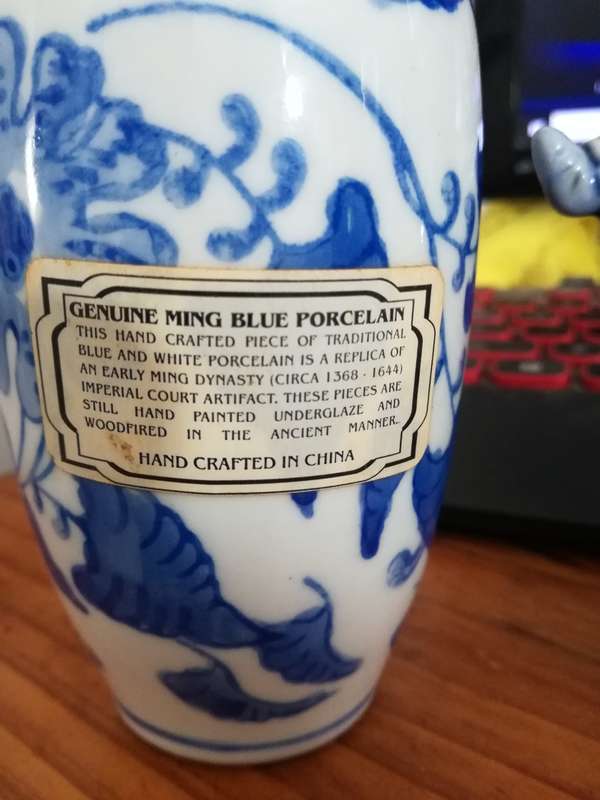 GENUINE MING BLUE PORCELAIN
THIS HAND CRAFTED PIECE OF TRADITIONAL
BLUE AND WHITE PORCELAIN IS A REPLICA OF
AN EARLY MING DYNASTY (CIRCA 1368 - 1644)
IMPERIAL COURT ARTIFACT. THESE PIECES ARE
STILL HAND PAINTED UNDERGLAZE AND
WOODFIRED IN THE ANCIENT MANNER.
HAND CRAFTED IN CHINA